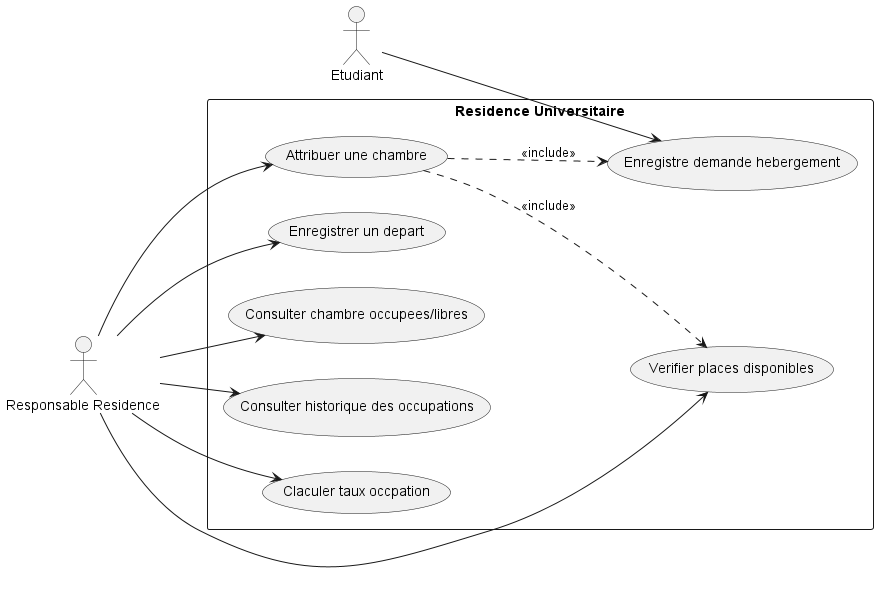 Etudiant
Residence Universitaire
Attribuer une chambre
«include»
Enregistre demande hebergement
«include»
Enregistrer un depart
Consulter chambre occupees/libres
Verifier places disponibles
Responsable Residence
Consulter historique des occupations
Claculer taux occpation